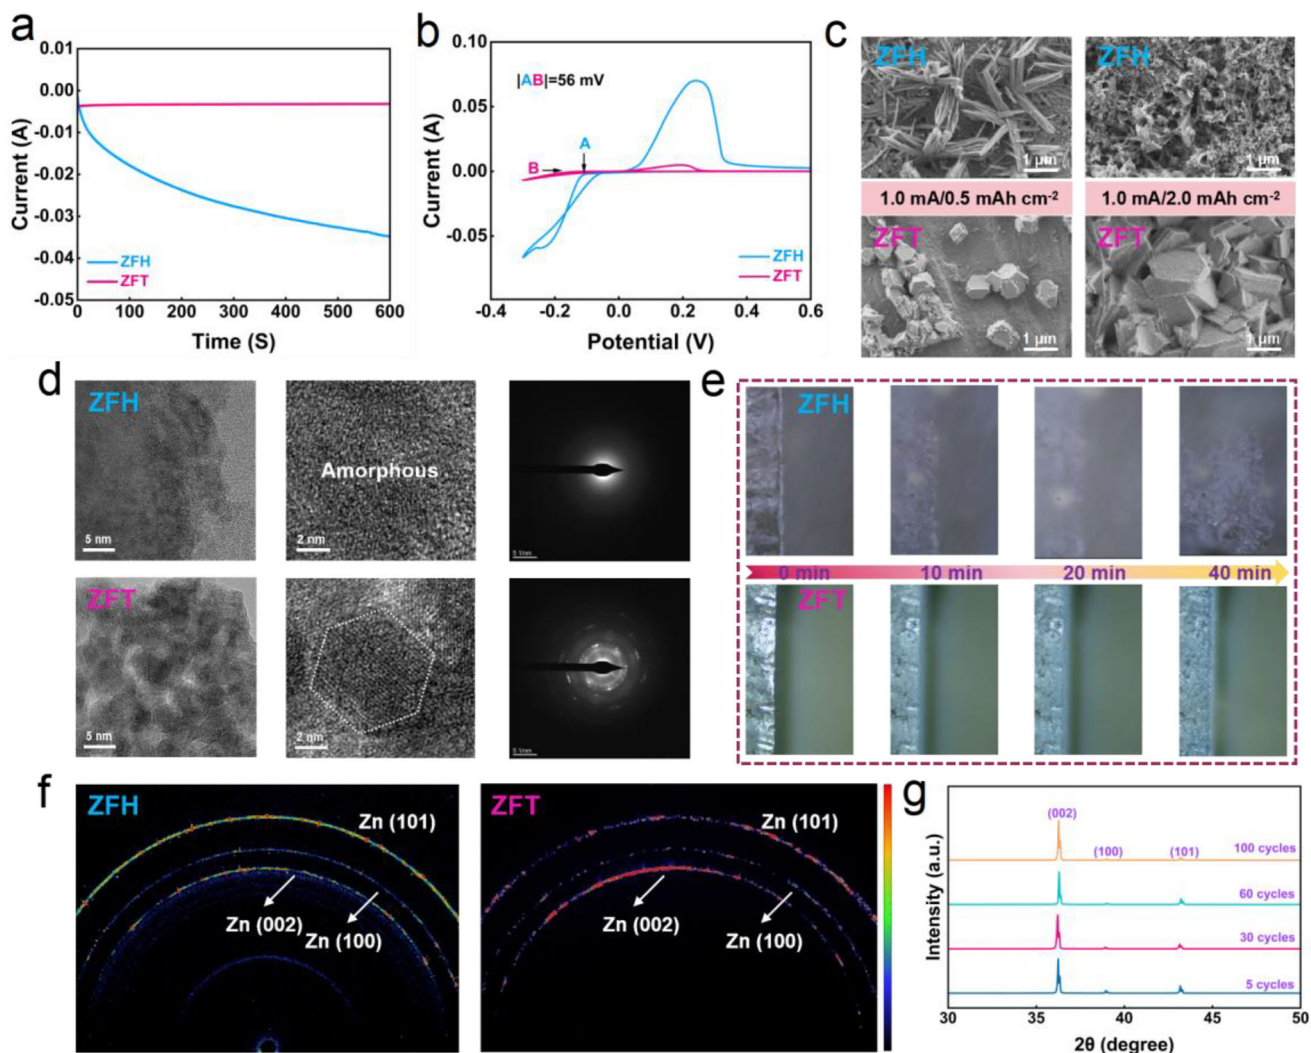 a
0.01
0.00
-0.01
-0.02
-0.03
-0.04
-0.05
Current (A)
ZFH
ZFT
0 100 200 300 400 500 600
Time (S)
b
0.10
0.05
0.00
-0.05
Current (A)
|AB|=56 mV
A
B
ZFH
ZFT
-0.4 -0.2 0.0 0.2 0.4 0.6
Potential (V)
c
ZFH
1 μm
ZFH
1 μm
1.0 mA/0.5 mAh cm⁻²
1.0 mA/2.0 mAh cm⁻²
ZFT
1 μm
ZFT
1 μm
d
ZFH
5 nm
Amorphous
2 nm
5 1/nm
ZFT
5 nm
2 nm
5 1/nm
e
ZFH
0 min 10 min 20 min 40 min
ZFT
f
ZFH
Zn (101)
Zn (002)
Zn (100)
ZFT
Zn (101)
Zn (002)
Zn (100)
g
Intensity (a.u.)
(002)
(100)
(101)
100 cycles
60 cycles
30 cycles
5 cycles
30 35 40 45 50
2θ (degree)